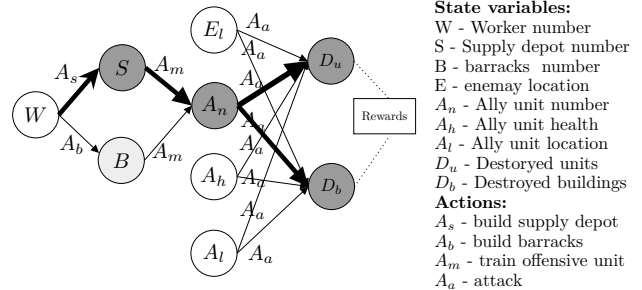 E_l
A_a
A_a
D_u
S
A_s
A_m
A_a
W
A_n
Rewards
A_b
A_a
B
A_m
A_a
A_h
A_a
D_b
A_a
A_l
A_a
State variables:
W - Worker number
S - Supply depot number
B - barracks number
E - enemay location
A_n - Ally unit number
A_h - Ally unit health
A_l - Ally unit location
D_u - Destoryed units
D_b - Destroyed buildings
Actions:
A_s - build supply depot
A_b - build barracks
A_m - train offensive unit
A_a - attack